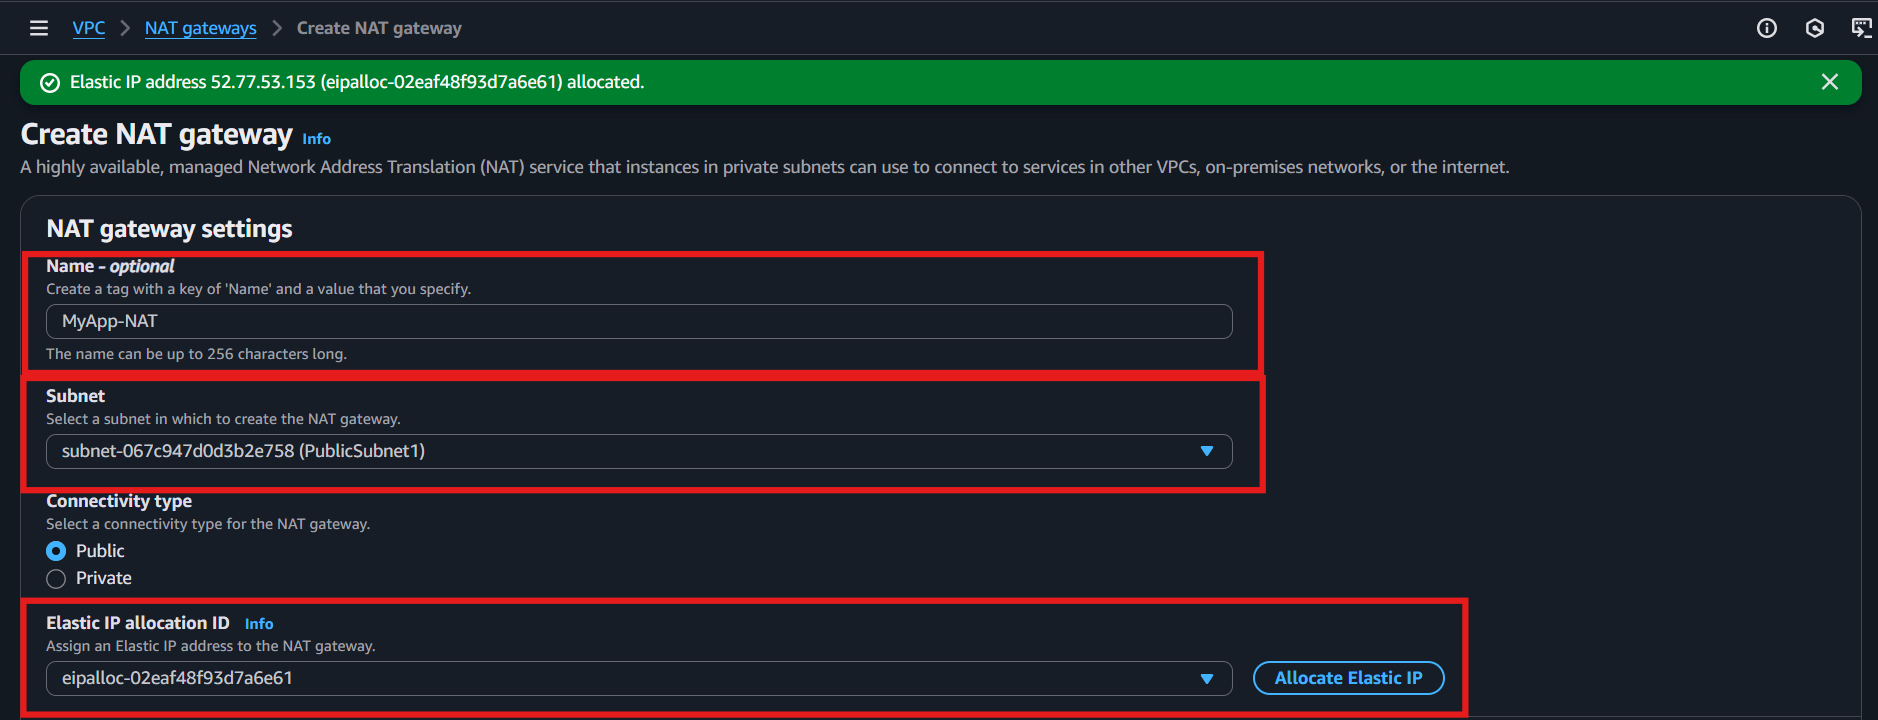 VPC > NAT gateways > Create NAT gateway
Elastic IP address 52.77.53.153 (eipalloc-02eaf48f93d7a6e61) allocated.
Create NAT gateway Info
A highly available, managed Network Address Translation (NAT) service that instances in private subnets can use to connect to services in other VPCs, on-premises networks, or the internet.
NAT gateway settings
Name - optional
Create a tag with a key of 'Name' and a value that you specify.
MyApp-NAT
The name can be up to 256 characters long.
Subnet
Select a subnet in which to create the NAT gateway.
subnet-067c947d0d3b2e758 (PublicSubnet1)
Connectivity type
Select a connectivity type for the NAT gateway.
Public
Private
Elastic IP allocation ID Info
Assign an Elastic IP address to the NAT gateway.
eipalloc-02eaf48f93d7a6e61
Allocate Elastic IP